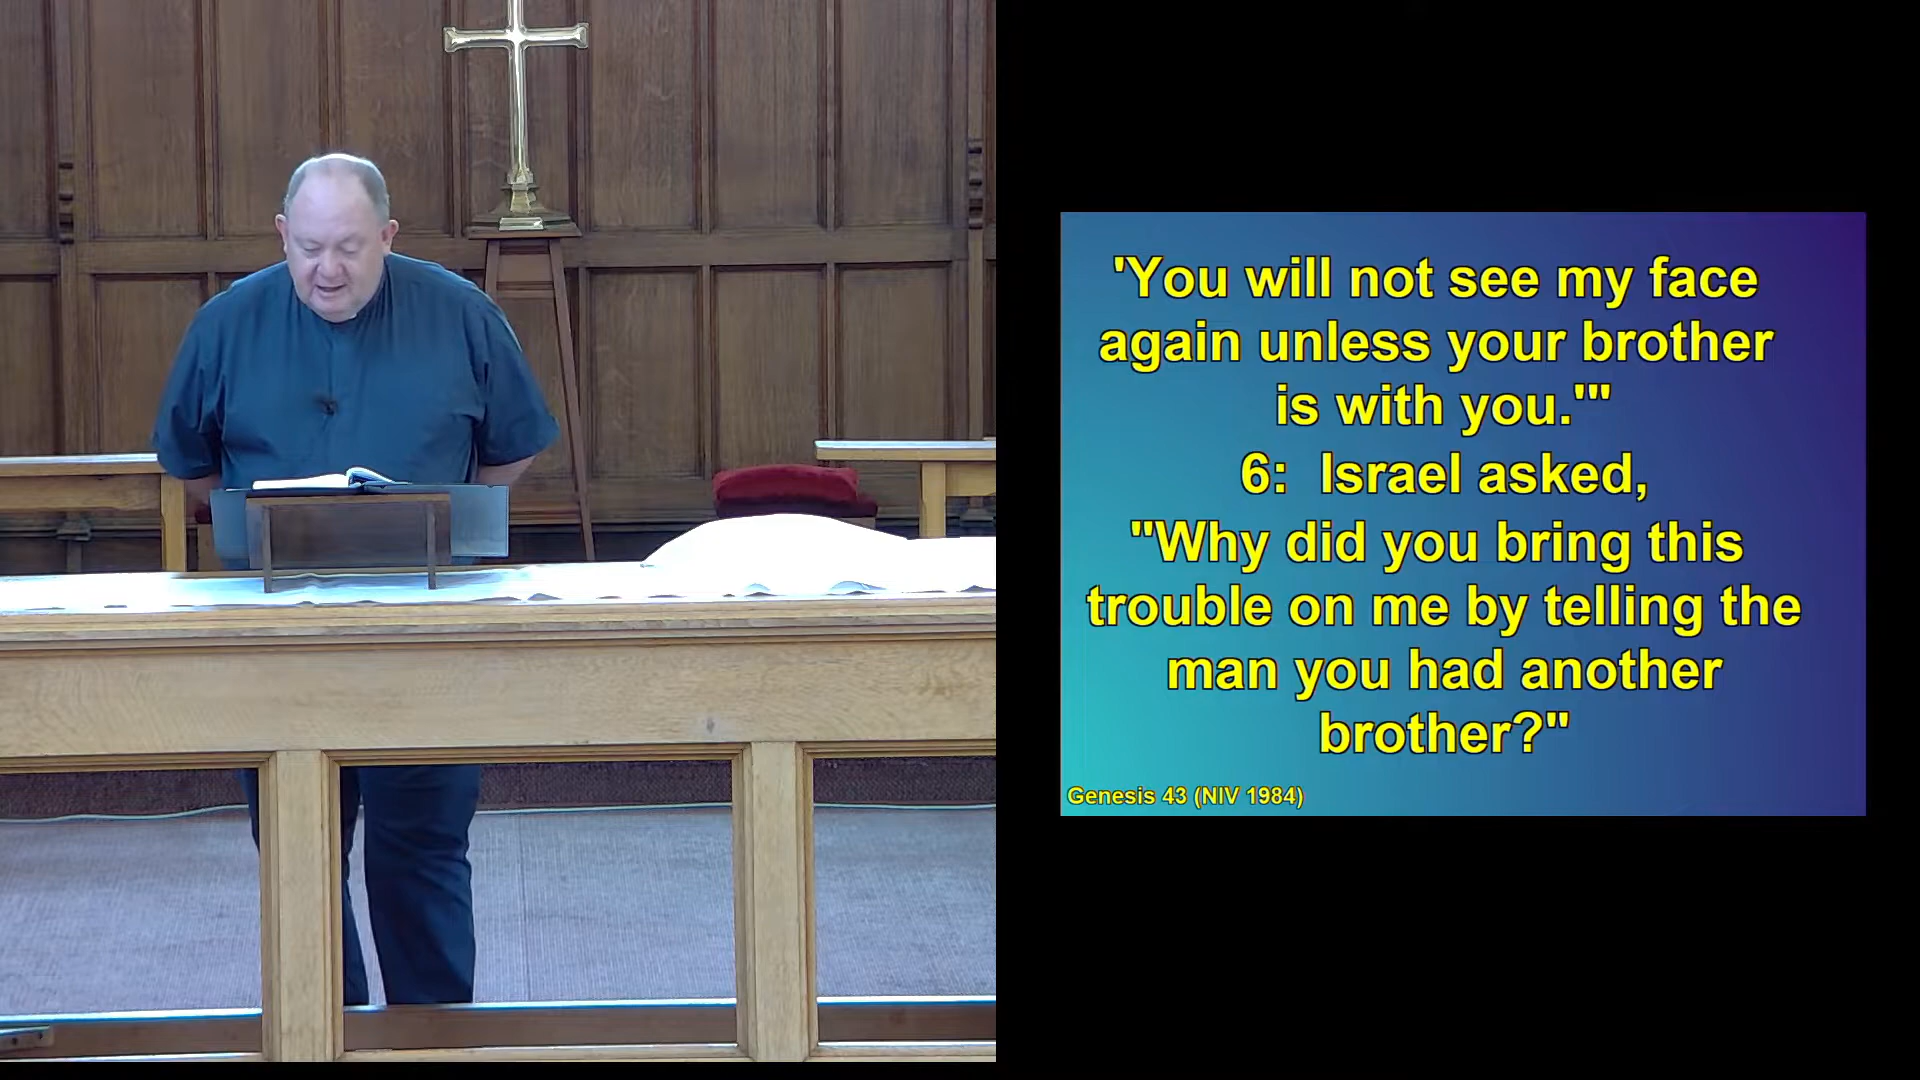 'You will not see my face
again unless your brother
is with you.'"
6:  Israel asked,
"Why did you bring this
trouble on me by telling the
man you had another
brother?"
Genesis 43 (NIV 1984)